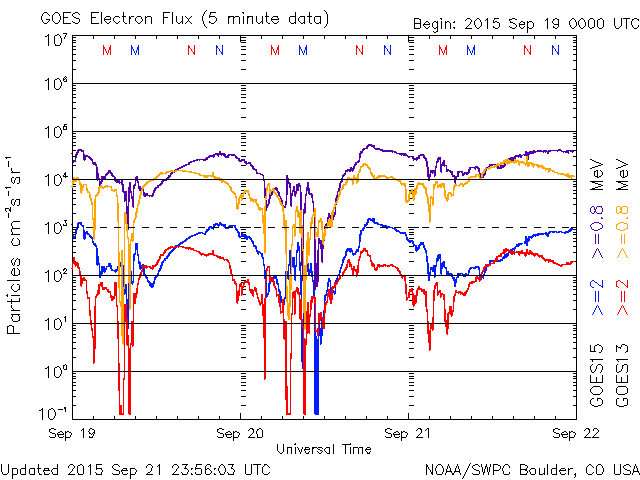 GOES Electron Flux (5 minute data)
Begin: 2015 Sep 19 0000 UTC
M M N N M M N N M M N N
10⁷
10⁶
10⁵
10⁴
10³
10²
10¹
10⁰
10⁻¹
Particles cm⁻²s⁻¹sr⁻¹
Sep 19 Sep 20 Sep 21 Sep 22
Universal Time
GOES15 >=2 >=0.8 MeV
GOES13 >=2 >=0.8 MeV
Updated 2015 Sep 21 23:56:03 UTC
NOAA/SWPC Boulder, CO USA